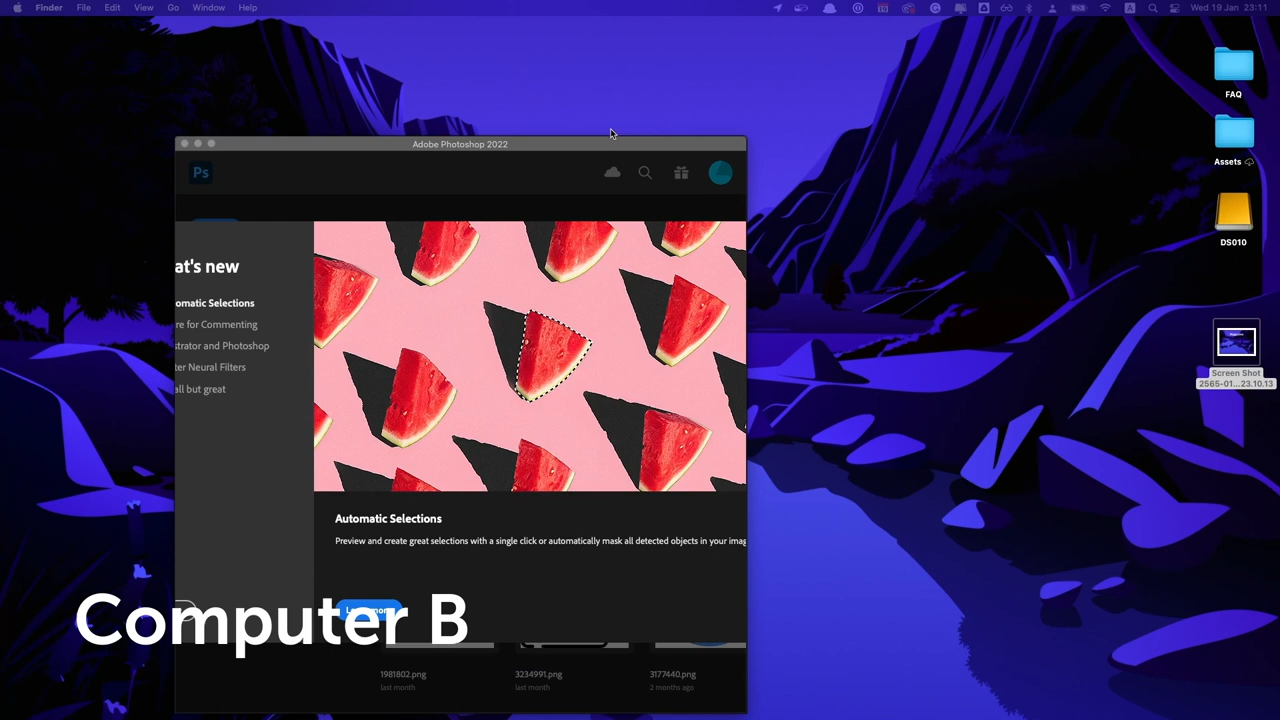 Finder File Edit View Go Window Help
Wed 19 Jan 23:11
FAQ
Assets
DS010
Screen Shot
2565-01...23.10.13
Adobe Photoshop 2022
Ps
at's new
omatic Selections
re for Commenting
strator and Photoshop
ter Neural Filters
all but great
Automatic Selections
Preview and create great selections with a single click or automatically mask all detected objects in your imag
Computer B
1981802.png
last month
3234991.png
last month
3177440.png
2 months ago